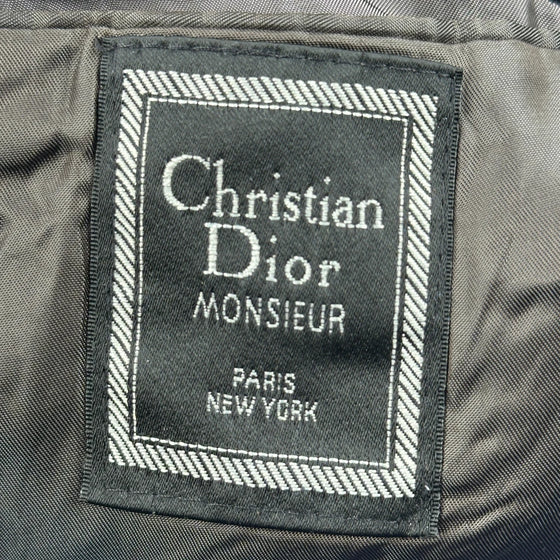 Christian
Dior
MONSIEUR
PARIS
NEW YORK